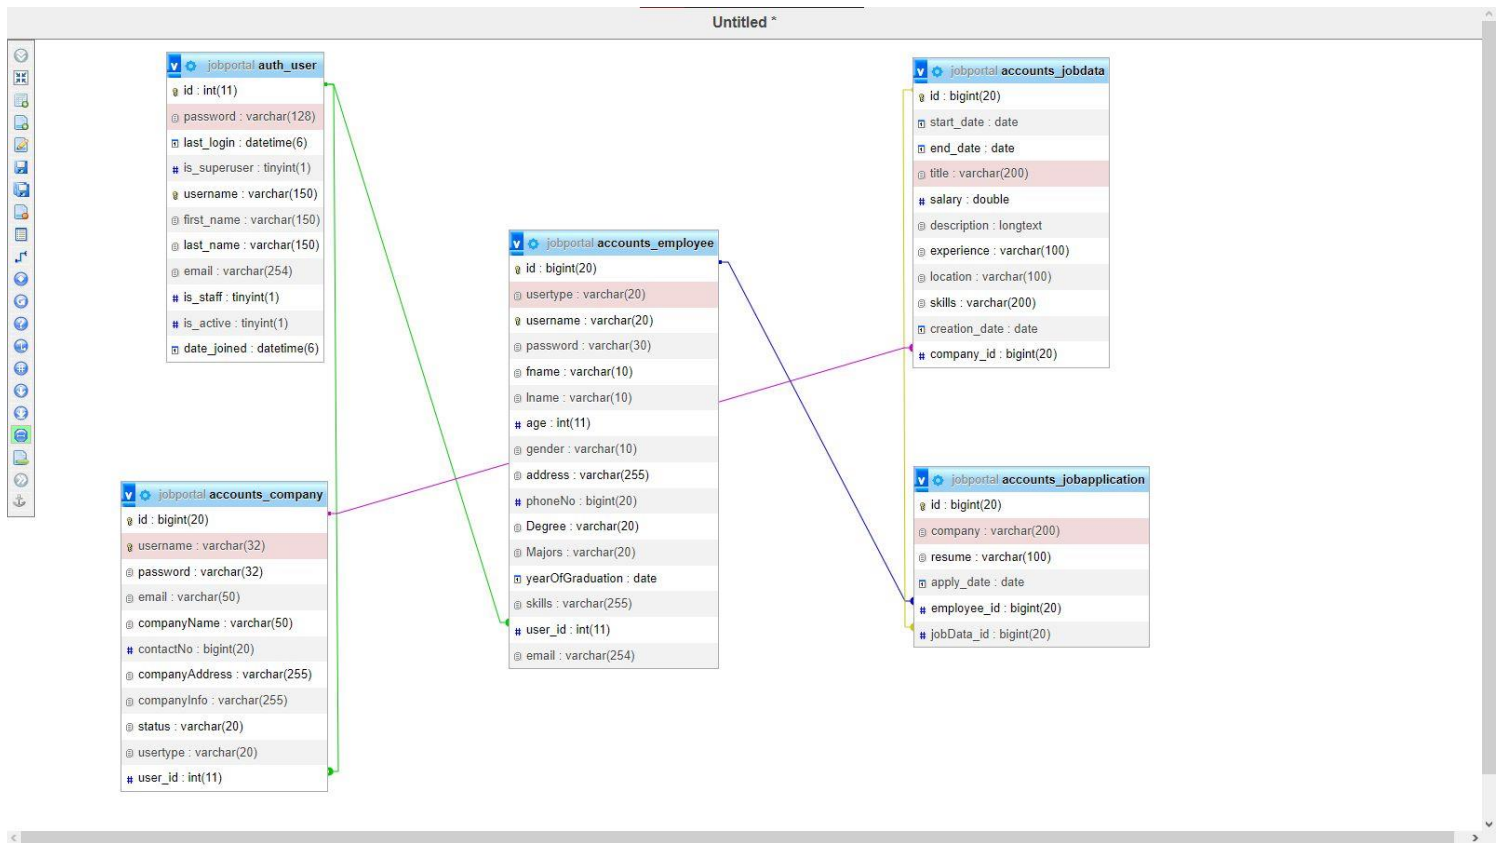 Untitled *
jobportal auth_user
id : int(11)
password : varchar(128)
last_login : datetime(6)
is_superuser : tinyint(1)
username : varchar(150)
first_name : varchar(150)
last_name : varchar(150)
email : varchar(254)
is_staff : tinyint(1)
is_active : tinyint(1)
date_joined : datetime(6)
jobportal accounts_company
id : bigint(20)
username : varchar(32)
password : varchar(32)
email : varchar(50)
companyName : varchar(50)
contactNo : bigint(20)
companyAddress : varchar(255)
companyInfo : varchar(255)
status : varchar(20)
usertype : varchar(20)
user_id : int(11)
jobportal accounts_employee
id : bigint(20)
usertype : varchar(20)
username : varchar(20)
password : varchar(30)
fname : varchar(10)
lname : varchar(10)
age : int(11)
gender : varchar(10)
address : varchar(255)
phoneNo : bigint(20)
Degree : varchar(20)
Majors : varchar(20)
yearOfGraduation : date
skills : varchar(255)
user_id : int(11)
email : varchar(254)
jobportal accounts_jobdata
id : bigint(20)
start_date : date
end_date : date
title : varchar(200)
salary : double
description : longtext
experience : varchar(100)
location : varchar(100)
skills : varchar(200)
creation_date : date
company_id : bigint(20)
jobportal accounts_jobapplication
id : bigint(20)
company : varchar(200)
resume : varchar(100)
apply_date : date
employee_id : bigint(20)
jobData_id : bigint(20)